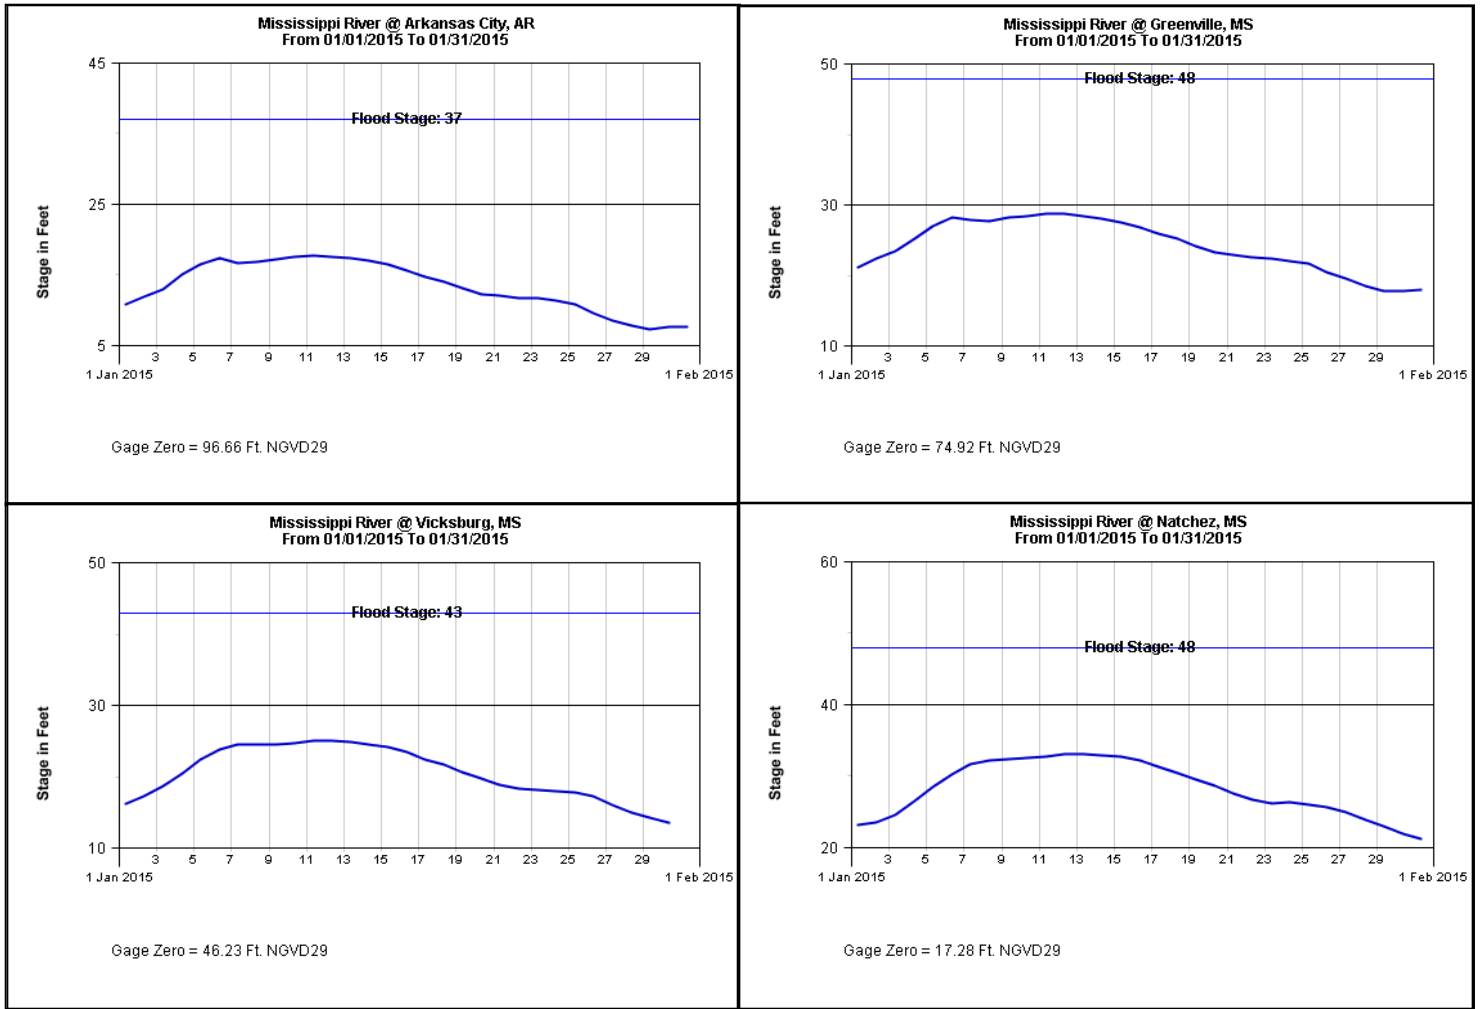 Mississippi River @ Arkansas City, AR
From 01/01/2015 To 01/31/2015
45
Flood Stage: 37
25
Stage in Feet
5
3 5 7 9 11 13 15 17 19 21 23 25 27 29
1 Jan 2015 1 Feb 2015
Gage Zero = 96.66 Ft. NGVD29
Mississippi River @ Greenville, MS
From 01/01/2015 To 01/31/2015
50
Flood Stage: 48
30
Stage in Feet
10
3 5 7 9 11 13 15 17 19 21 23 25 27 29
1 Jan 2015 1 Feb 2015
Gage Zero = 74.92 Ft. NGVD29
Mississippi River @ Vicksburg, MS
From 01/01/2015 To 01/31/2015
50
Flood Stage: 43
30
Stage in Feet
10
3 5 7 9 11 13 15 17 19 21 23 25 27 29
1 Jan 2015 1 Feb 2015
Gage Zero = 46.23 Ft. NGVD29
Mississippi River @ Natchez, MS
From 01/01/2015 To 01/31/2015
60
Flood Stage: 48
40
Stage in Feet
20
3 5 7 9 11 13 15 17 19 21 23 25 27 29
1 Jan 2015 1 Feb 2015
Gage Zero = 17.28 Ft. NGVD29